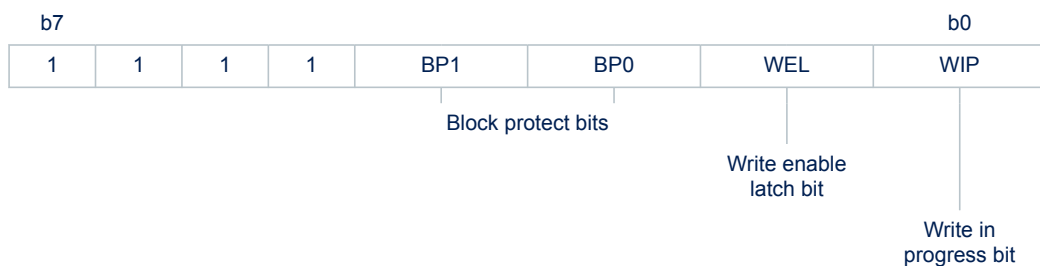 b7 b0
1 1 1 1 BP1 BP0 WEL WIP
Block protect bits
Write enable
latch bit
Write in
progress bit